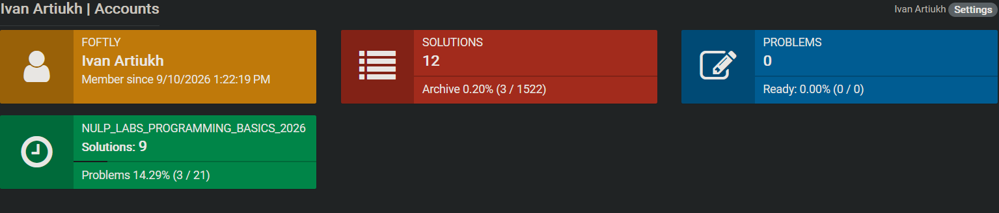 Ivan Artiukh | Accounts
Ivan Artiukh Settings
FOFTLY
Ivan Artiukh
Member since 9/10/2026 1:22:19 PM
SOLUTIONS
12
Archive 0.20% (3 / 1522)
PROBLEMS
0
Ready: 0.00% (0 / 0)
NULP_LABS_PROGRAMMING_BASICS_2026
Solutions: 9
Problems 14.29% (3 / 21)